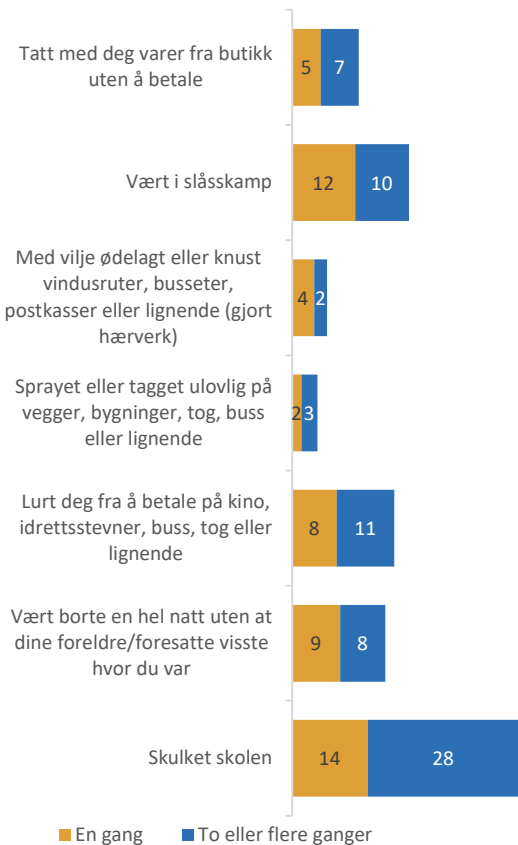 Tatt med deg varer fra butikk
uten å betale
5 7
Vært i slåsskamp
12 10
Med vilje ødelagt eller knust
vindusruter, busseter,
postkasser eller lignende (gjort
hærverk)
4 2
Sprayet eller tagget ulovlig på
vegger, bygninger, tog, buss
eller lignende
2 3
Lurt deg fra å betale på kino,
idrettsstevner, buss, tog eller
lignende
8 11
Vært borte en hel natt uten at
dine foreldre/foresatte visste
hvor du var
9 8
Skulket skolen
14 28
En gang To eller flere ganger